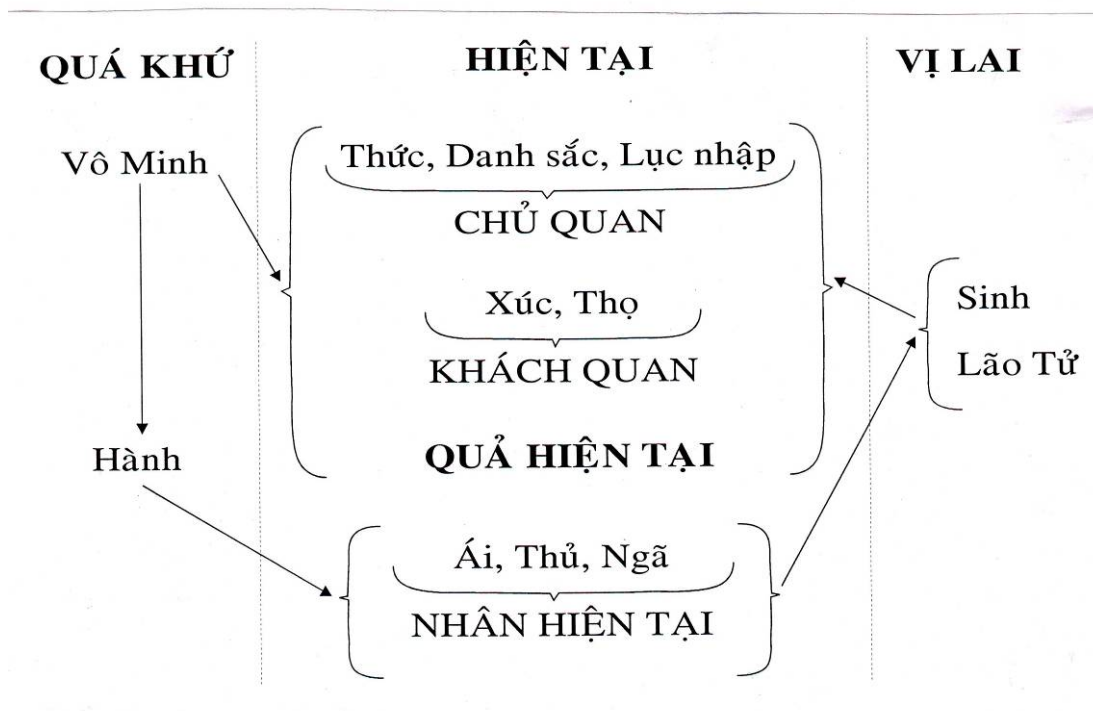 QUÁ KHỨ
HIỆN TẠI
VỊ LAI
Vô Minh
Thức, Danh sắc, Lục nhập
CHỦ QUAN
Xúc, Thọ
KHÁCH QUAN
Sinh
Lão Tử
Hành
QUẢ HIỆN TẠI
Ái, Thủ, Ngã
NHÂN HIỆN TẠI